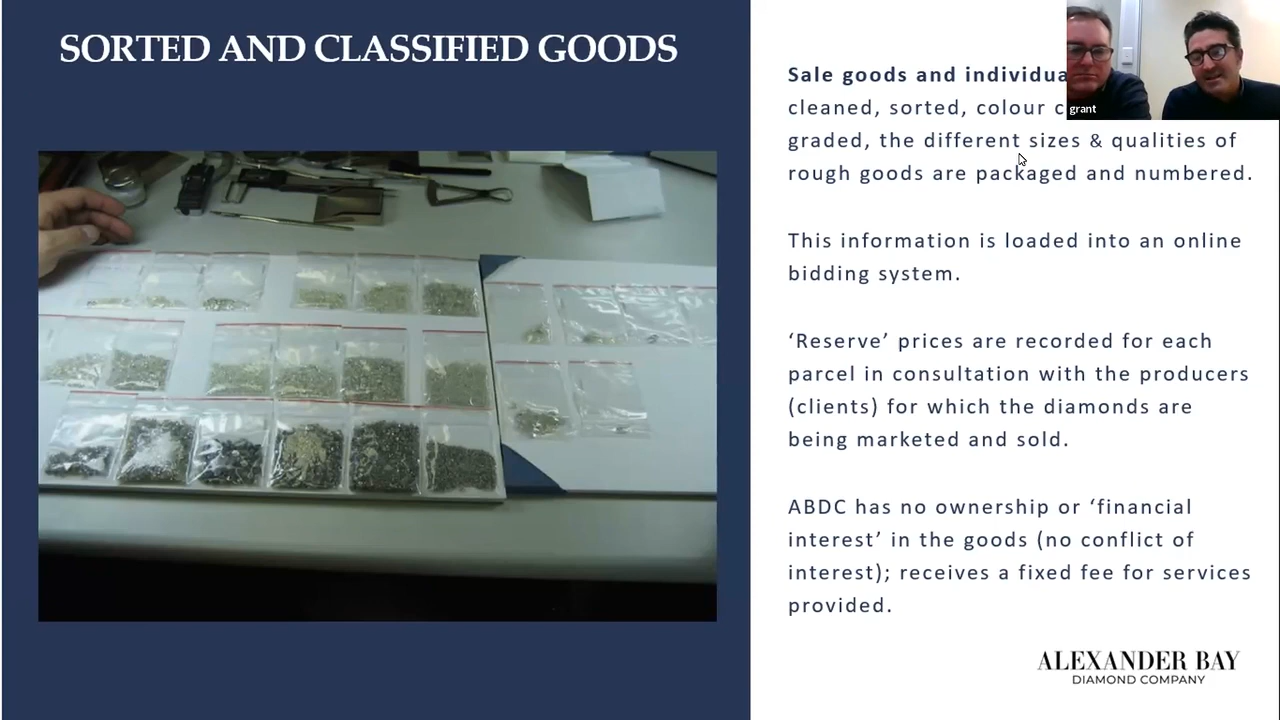 SORTED AND CLASSIFIED GOODS
Sale goods and
cleaned, sorted, colour
graded, the different sizes & qualities of
rough goods are packaged and numbered.
This information is loaded into an online
bidding system.
‘Reserve’ prices are recorded for each
parcel in consultation with the producers
(clients) for which the diamonds are
being marketed and sold.
ABDC has no ownership or ‘financial
interest’ in the goods (no conflict of
interest); receives a fixed fee for services
provided.
grant
ALEXANDER BAY
DIAMOND COMPANY